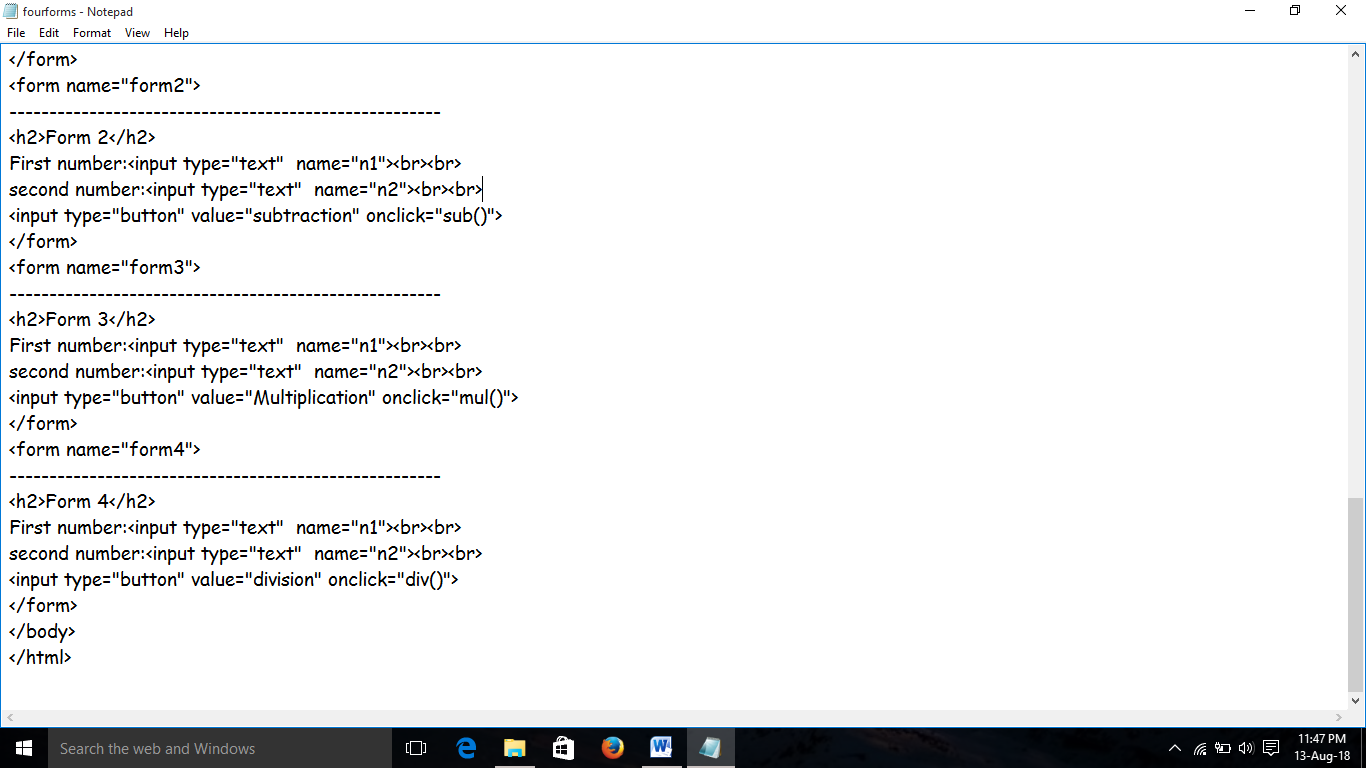 fourforms - Notepad
File Edit Format View Help
</form>
<form name="form2">
------------------------------------------------------
<h2>Form 2</h2>
First number:<input type="text"  name="n1"><br><br>
second number:<input type="text"  name="n2"><br><br>
<input type="button" value="subtraction" onclick="sub()">
</form>
<form name="form3">
------------------------------------------------------
<h2>Form 3</h2>
First number:<input type="text"  name="n1"><br><br>
second number:<input type="text"  name="n2"><br><br>
<input type="button" value="Multiplication" onclick="mul()">
</form>
<form name="form4">
------------------------------------------------------
<h2>Form 4</h2>
First number:<input type="text"  name="n1"><br><br>
second number:<input type="text"  name="n2"><br><br>
<input type="button" value="division" onclick="div()">
</form>
</body>
</html>
Search the web and Windows
11:47 PM
13-Aug-18